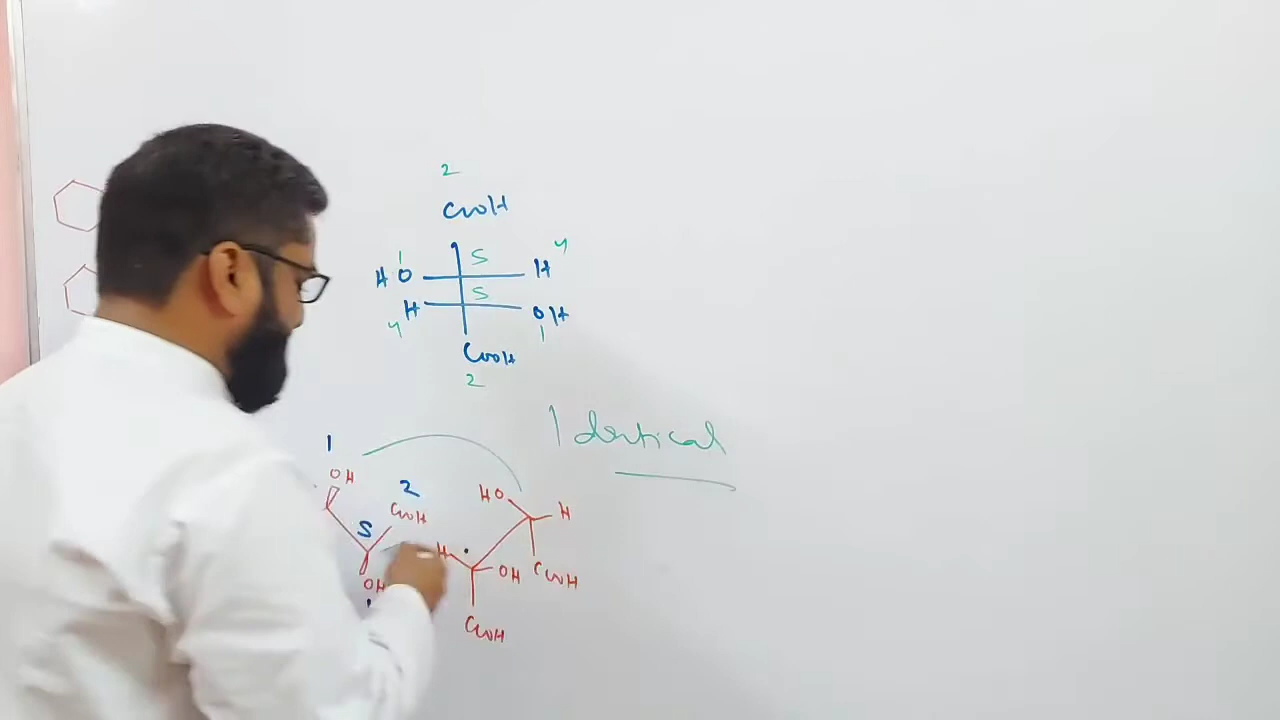 2
COOH
1 S 4
HO H
S
H OH
4 1
COOH
2
Identical
1
OH 2 HO H
S COOH
H OH COOH
OH
COOH